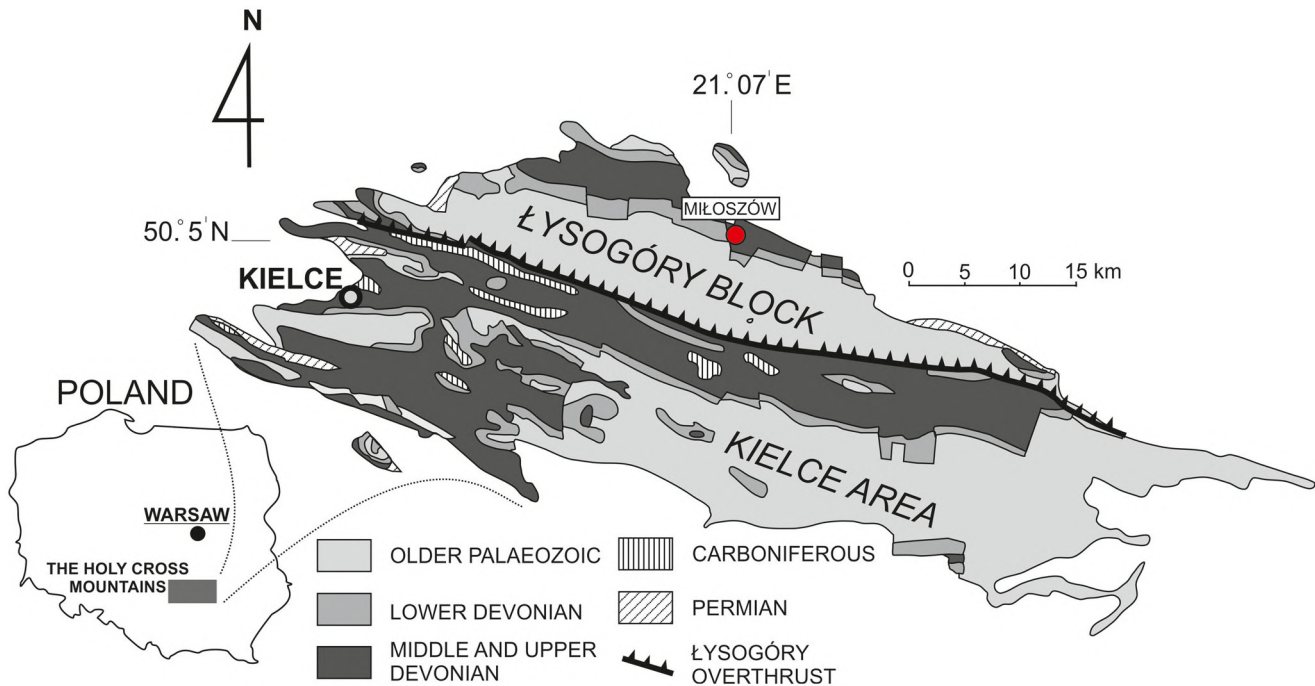 N
21.° 07' E
MIŁOSZÓW
50.° 5' N
ŁYSOGÓRY BLOCK
0 5 10 15 km
KIELCE
POLAND
KIELCE AREA
WARSAW
THE HOLY CROSS
MOUNTAINS
OLDER PALAEOZOIC
LOWER DEVONIAN
MIDDLE AND UPPER
DEVONIAN
CARBONIFEROUS
PERMIAN
ŁYSOGÓRY
OVERTHRUST